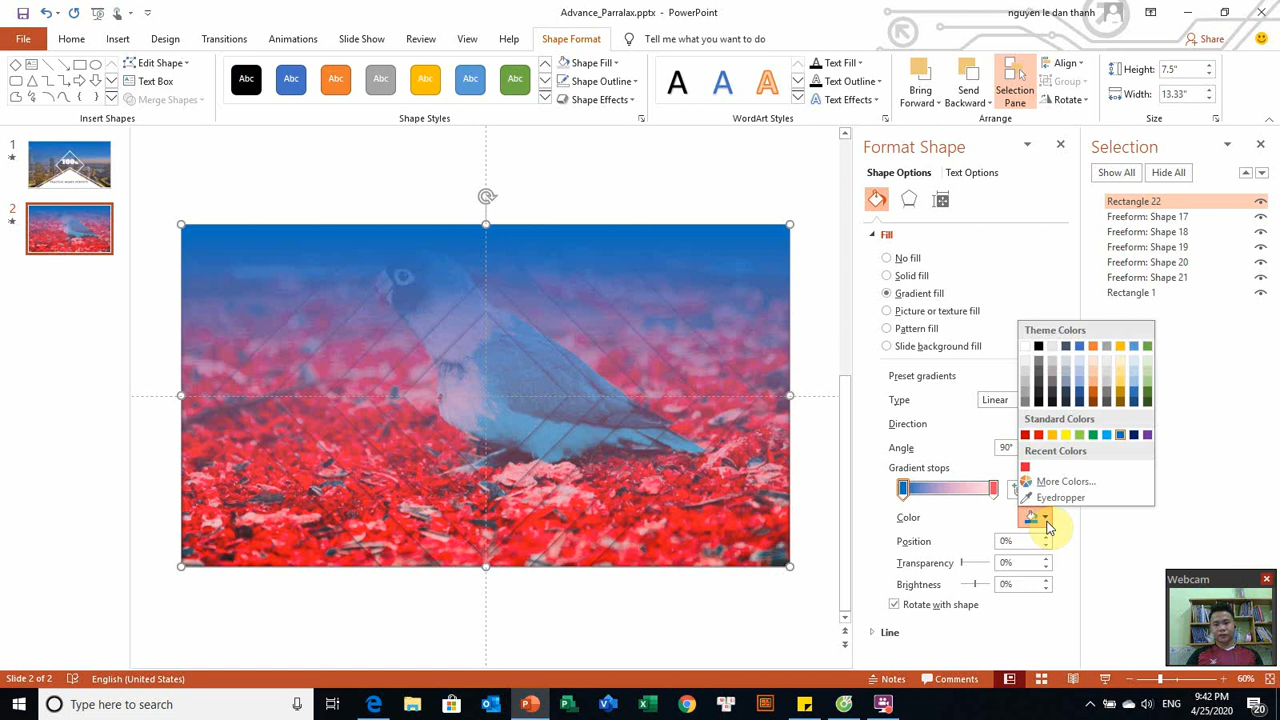 Advance_Parralax.pptx - PowerPoint
nguyen le dan thanh
File Home Insert Design Transitions Animations Slide Show Review View Help Shape Format Tell me what you want to do Share
Edit Shape
Text Box
Merge Shapes
Insert Shapes
Abc Abc Abc Abc Abc Abc Abc
Shape Fill
Shape Outline
Shape Effects
Shape Styles
A A A
Text Fill
Text Outline
Text Effects
WordArt Styles
Bring Forward
Send Backward
Selection Pane
Align
Group
Rotate
Arrange
Height: 7.5"
Width: 13.33"
Size
1
2
Format Shape
Shape Options Text Options
Fill
No fill
Solid fill
Gradient fill
Picture or texture fill
Pattern fill
Slide background fill
Preset gradients
Type Linear
Direction
Angle 90°
Gradient stops
Color
Position 0%
Transparency 0%
Brightness 0%
Rotate with shape
Line
Theme Colors
Standard Colors
Recent Colors
More Colors...
Eyedropper
Selection
Show All Hide All
Rectangle 22
Freeform: Shape 17
Freeform: Shape 18
Freeform: Shape 19
Freeform: Shape 20
Freeform: Shape 21
Rectangle 1
Webcam
Slide 2 of 2 English (United States) Notes Comments 60%
Type here to search
ENG
9:42 PM
4/25/2020
20